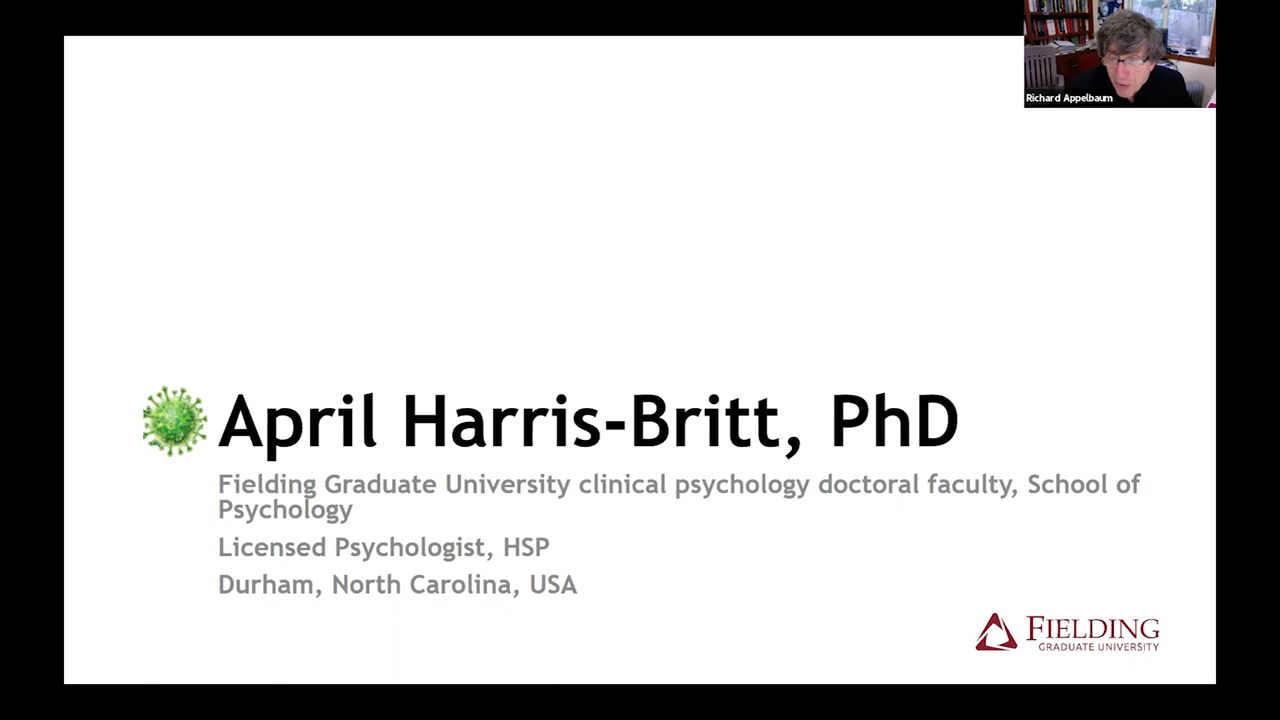 Richard Appelbaum
April Harris-Britt, PhD
Fielding Graduate University clinical psychology doctoral faculty, School of
Psychology
Licensed Psychologist, HSP
Durham, North Carolina, USA
FIELDING
GRADUATE UNIVERSITY